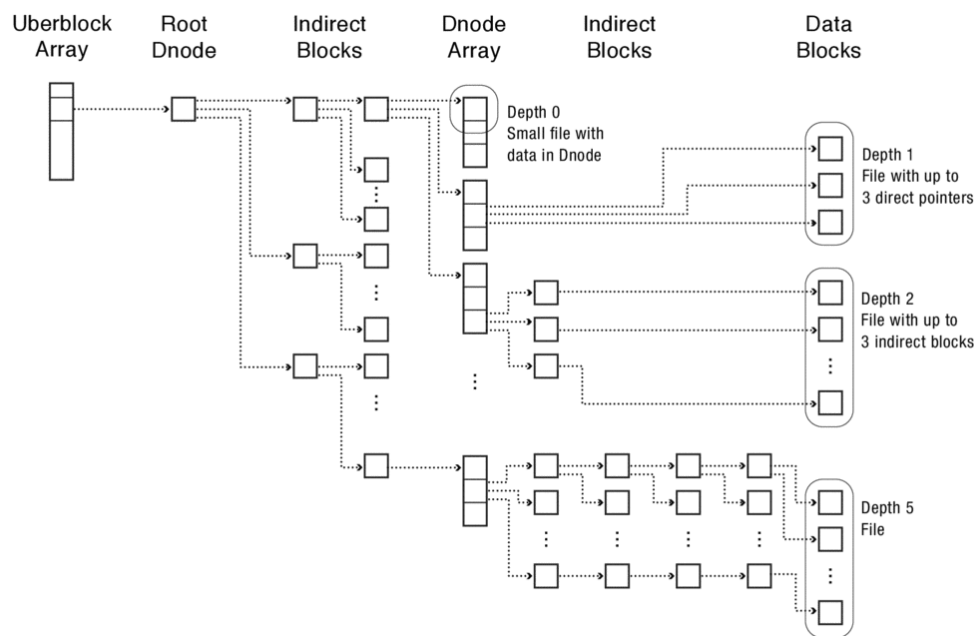 Uberblock
Array
Root
Dnode
Indirect
Blocks
Dnode
Array
Indirect
Blocks
Data
Blocks
Depth 0
Small file with
data in Dnode
Depth 1
File with up to
3 direct pointers
Depth 2
File with up to
3 indirect blocks
Depth 5
File